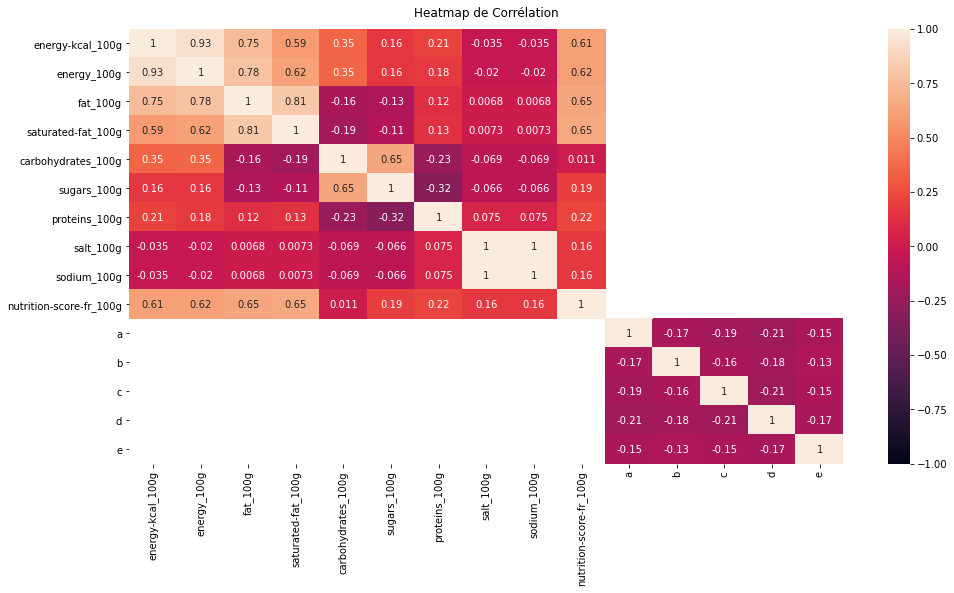 Heatmap de Corrélation
energy-kcal_100g 1 0.93 0.75 0.59 0.35 0.16 0.21 -0.035 -0.035 0.61
energy_100g 0.93 1 0.78 0.62 0.35 0.16 0.18 -0.02 -0.02 0.62
fat_100g 0.75 0.78 1 0.81 -0.16 -0.13 0.12 0.0068 0.0068 0.65
saturated-fat_100g 0.59 0.62 0.81 1 -0.19 -0.11 0.13 0.0073 0.0073 0.65
carbohydrates_100g 0.35 0.35 -0.16 -0.19 1 0.65 -0.23 -0.069 -0.069 0.011
sugars_100g 0.16 0.16 -0.13 -0.11 0.65 1 -0.32 -0.066 -0.066 0.19
proteins_100g 0.21 0.18 0.12 0.13 -0.23 -0.32 1 0.075 0.075 0.22
salt_100g -0.035 -0.02 0.0068 0.0073 -0.069 -0.066 0.075 1 1 0.16
sodium_100g -0.035 -0.02 0.0068 0.0073 -0.069 -0.066 0.075 1 1 0.16
nutrition-score-fr_100g 0.61 0.62 0.65 0.65 0.011 0.19 0.22 0.16 0.16 1
a 1 -0.17 -0.19 -0.21 -0.15
b -0.17 1 -0.16 -0.18 -0.13
c -0.19 -0.16 1 -0.21 -0.15
d -0.21 -0.18 -0.21 1 -0.17
e -0.15 -0.13 -0.15 -0.17 1
energy-kcal_100g
energy_100g
fat_100g
saturated-fat_100g
carbohydrates_100g
sugars_100g
proteins_100g
salt_100g
sodium_100g
nutrition-score-fr_100g
a
b
c
d
e
1.00
0.75
0.50
0.25
0.00
−0.25
−0.50
−0.75
−1.00